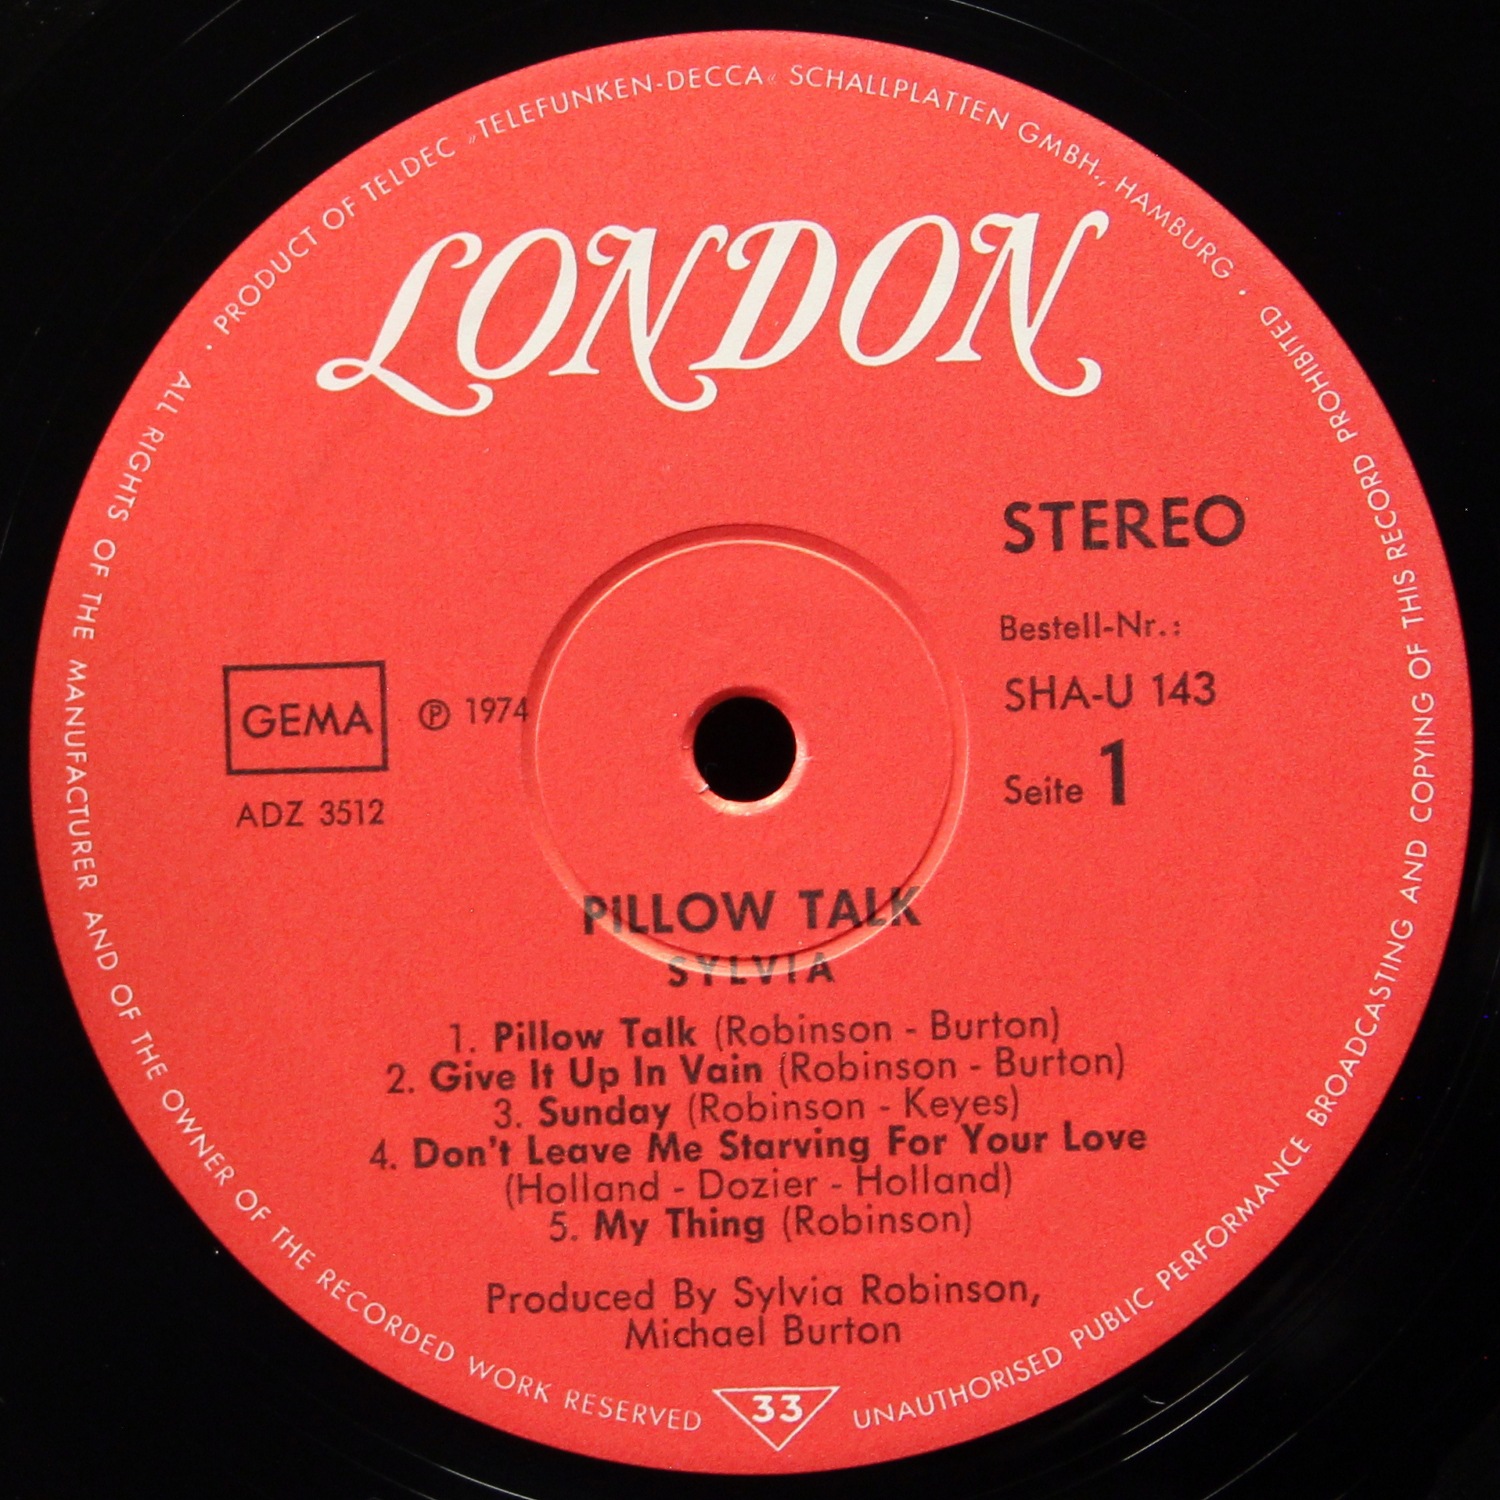 PRODUCT OF TELDEC »TELEFUNKEN-DECCA« SCHALLPLATTEN GMBH., HAMBURG ·
LONDON
STEREO
Bestell-Nr.:
SHA-U 143
Seite 1
GEMA
ADZ 3512
℗ 1974
PILLOW TALK
SYLVIA
1. Pillow Talk (Robinson - Burton)
2. Give It Up In Vain (Robinson - Burton)
3. Sunday (Robinson - Keyes)
4. Don't Leave Me Starving For Your Love
(Holland - Dozier - Holland)
5. My Thing (Robinson)
Produced By Sylvia Robinson,
Michael Burton
33
· ALL RIGHTS OF THE MANUFACTURER AND OF THE OWNER OF THE RECORDED WORK RESERVED
UNAUTHORISED PUBLIC PERFORMANCE BROADCASTING AND COPYING OF THIS RECORD PROHIBITED